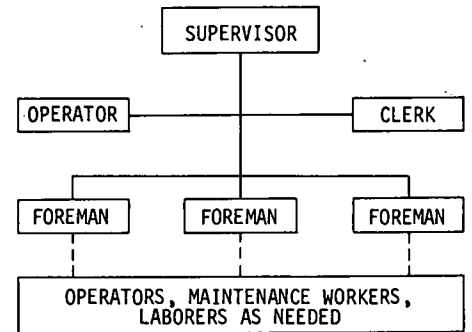 SUPERVISOR
OPERATOR
CLERK
FOREMAN
FOREMAN
FOREMAN
OPERATORS, MAINTENANCE WORKERS,
LABORERS AS NEEDED